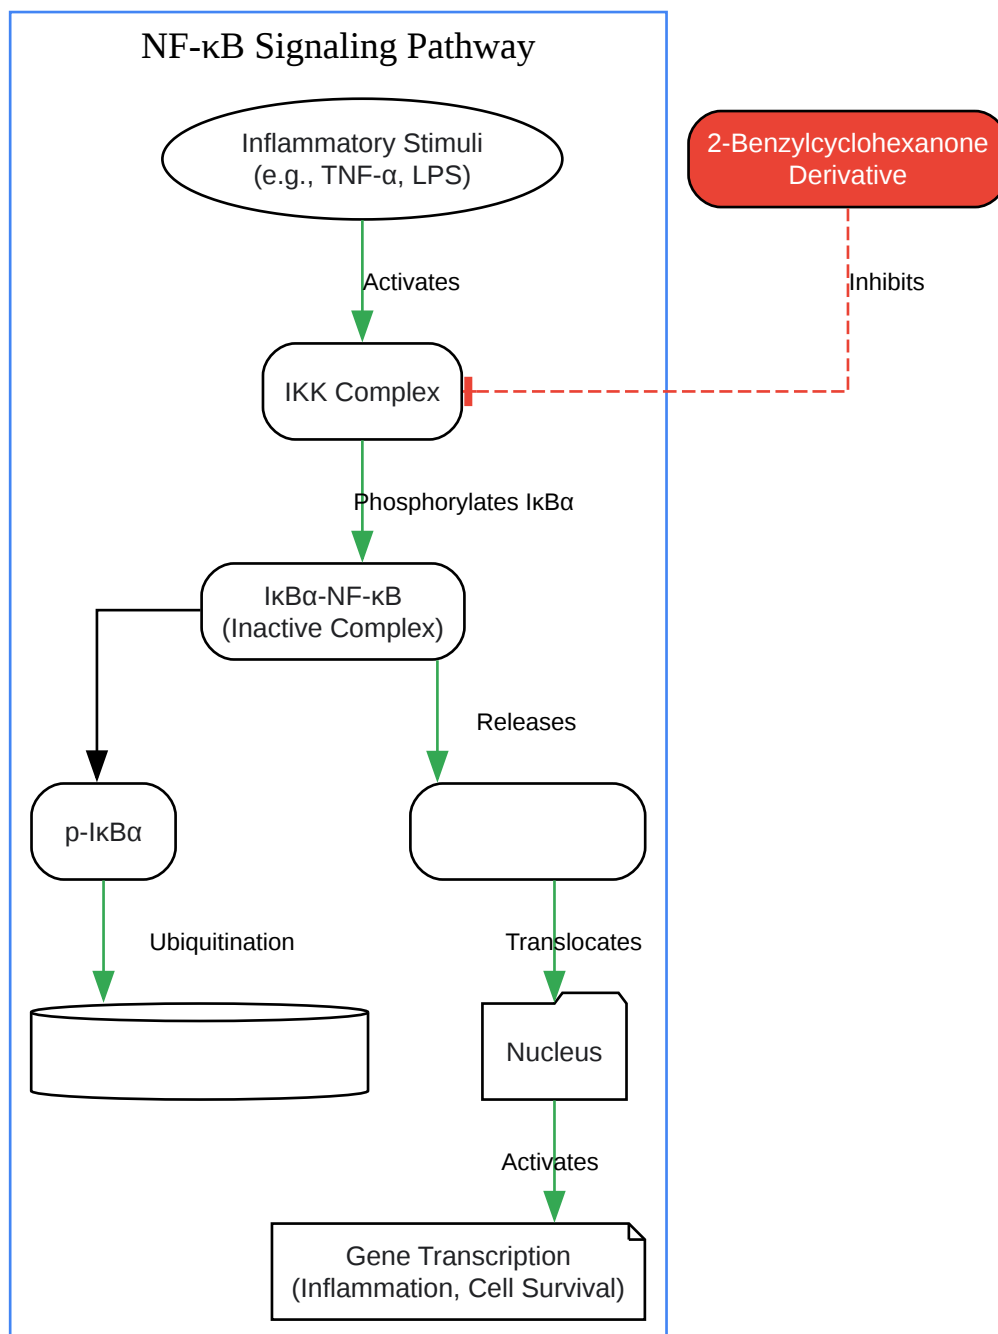 NF-κB Signaling Pathway
Inflammatory Stimuli
(e.g., TNF-α, LPS)
2-Benzylcyclohexanone
Derivative
Activates
Inhibits
IKK Complex
Phosphorylates IκBα
IκBα-NF-κB
(Inactive Complex)
Releases
p-IκBα
Ubiquitination
Translocates
Nucleus
Activates
Gene Transcription
(Inflammation, Cell Survival)